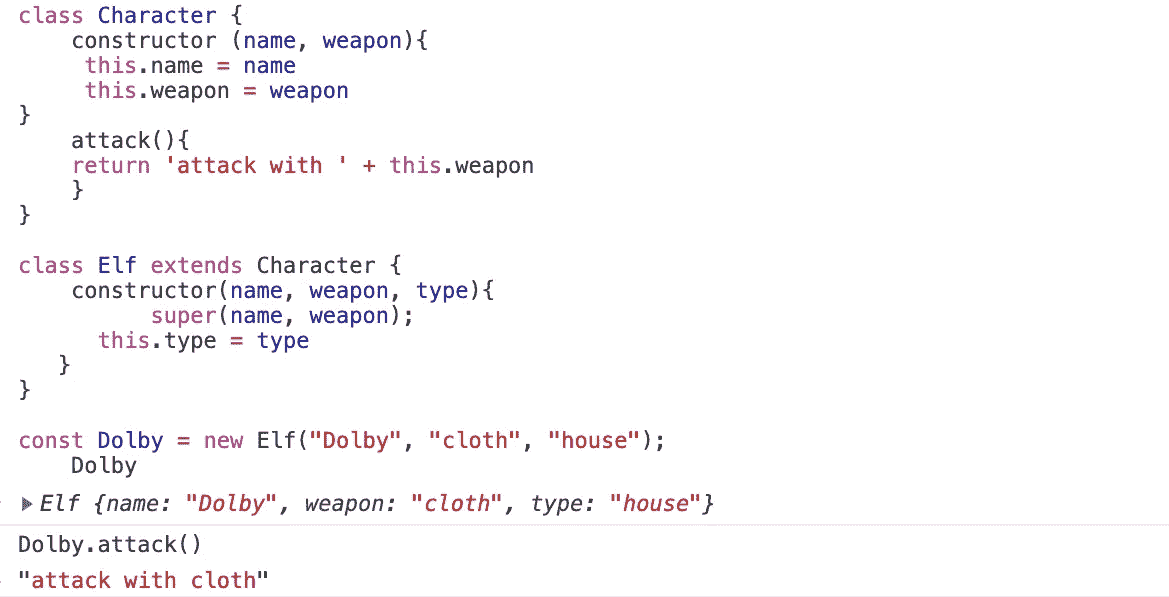 class Character {
    constructor (name, weapon){
     this.name = name
     this.weapon = weapon
}
    attack(){
    return 'attack with ' + this.weapon
    }
}

class Elf extends Character {
    constructor(name, weapon, type){
          super(name, weapon);
      this.type = type
   }
}

const Dolby = new Elf("Dolby", "cloth", "house");
    Dolby
▶Elf {name: "Dolby", weapon: "cloth", type: "house"}
Dolby.attack()
"attack with cloth"